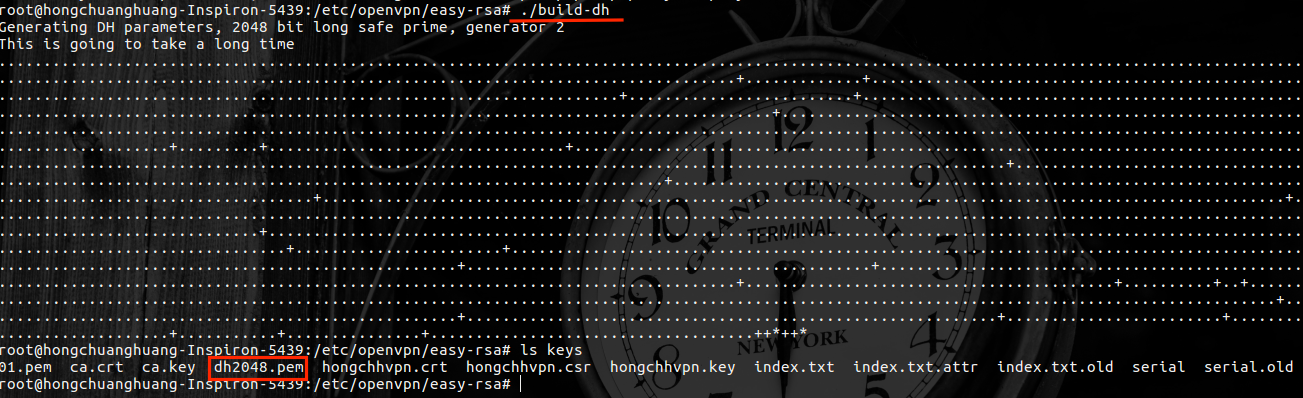 root@hongchuanghuang-Inspiron-5439:/etc/openvpn/easy-rsa# ./build-dh
Generating DH parameters, 2048 bit long safe prime, generator 2
This is going to take a long time
12
11
1
2
10
GRAND CENTRAL
TERMINAL
3
9
4
NEW YORK
root@hongchuanghuang-Inspiron-5439:/etc/openvpn/easy-rsa# ls keys
01.pem ca.crt ca.key dh2048.pem hongchhvpn.crt hongchhvpn.csr hongchhvpn.key index.txt index.txt.attr index.txt.old serial serial.old
root@hongchuanghuang-Inspiron-5439:/etc/openvpn/easy-rsa#